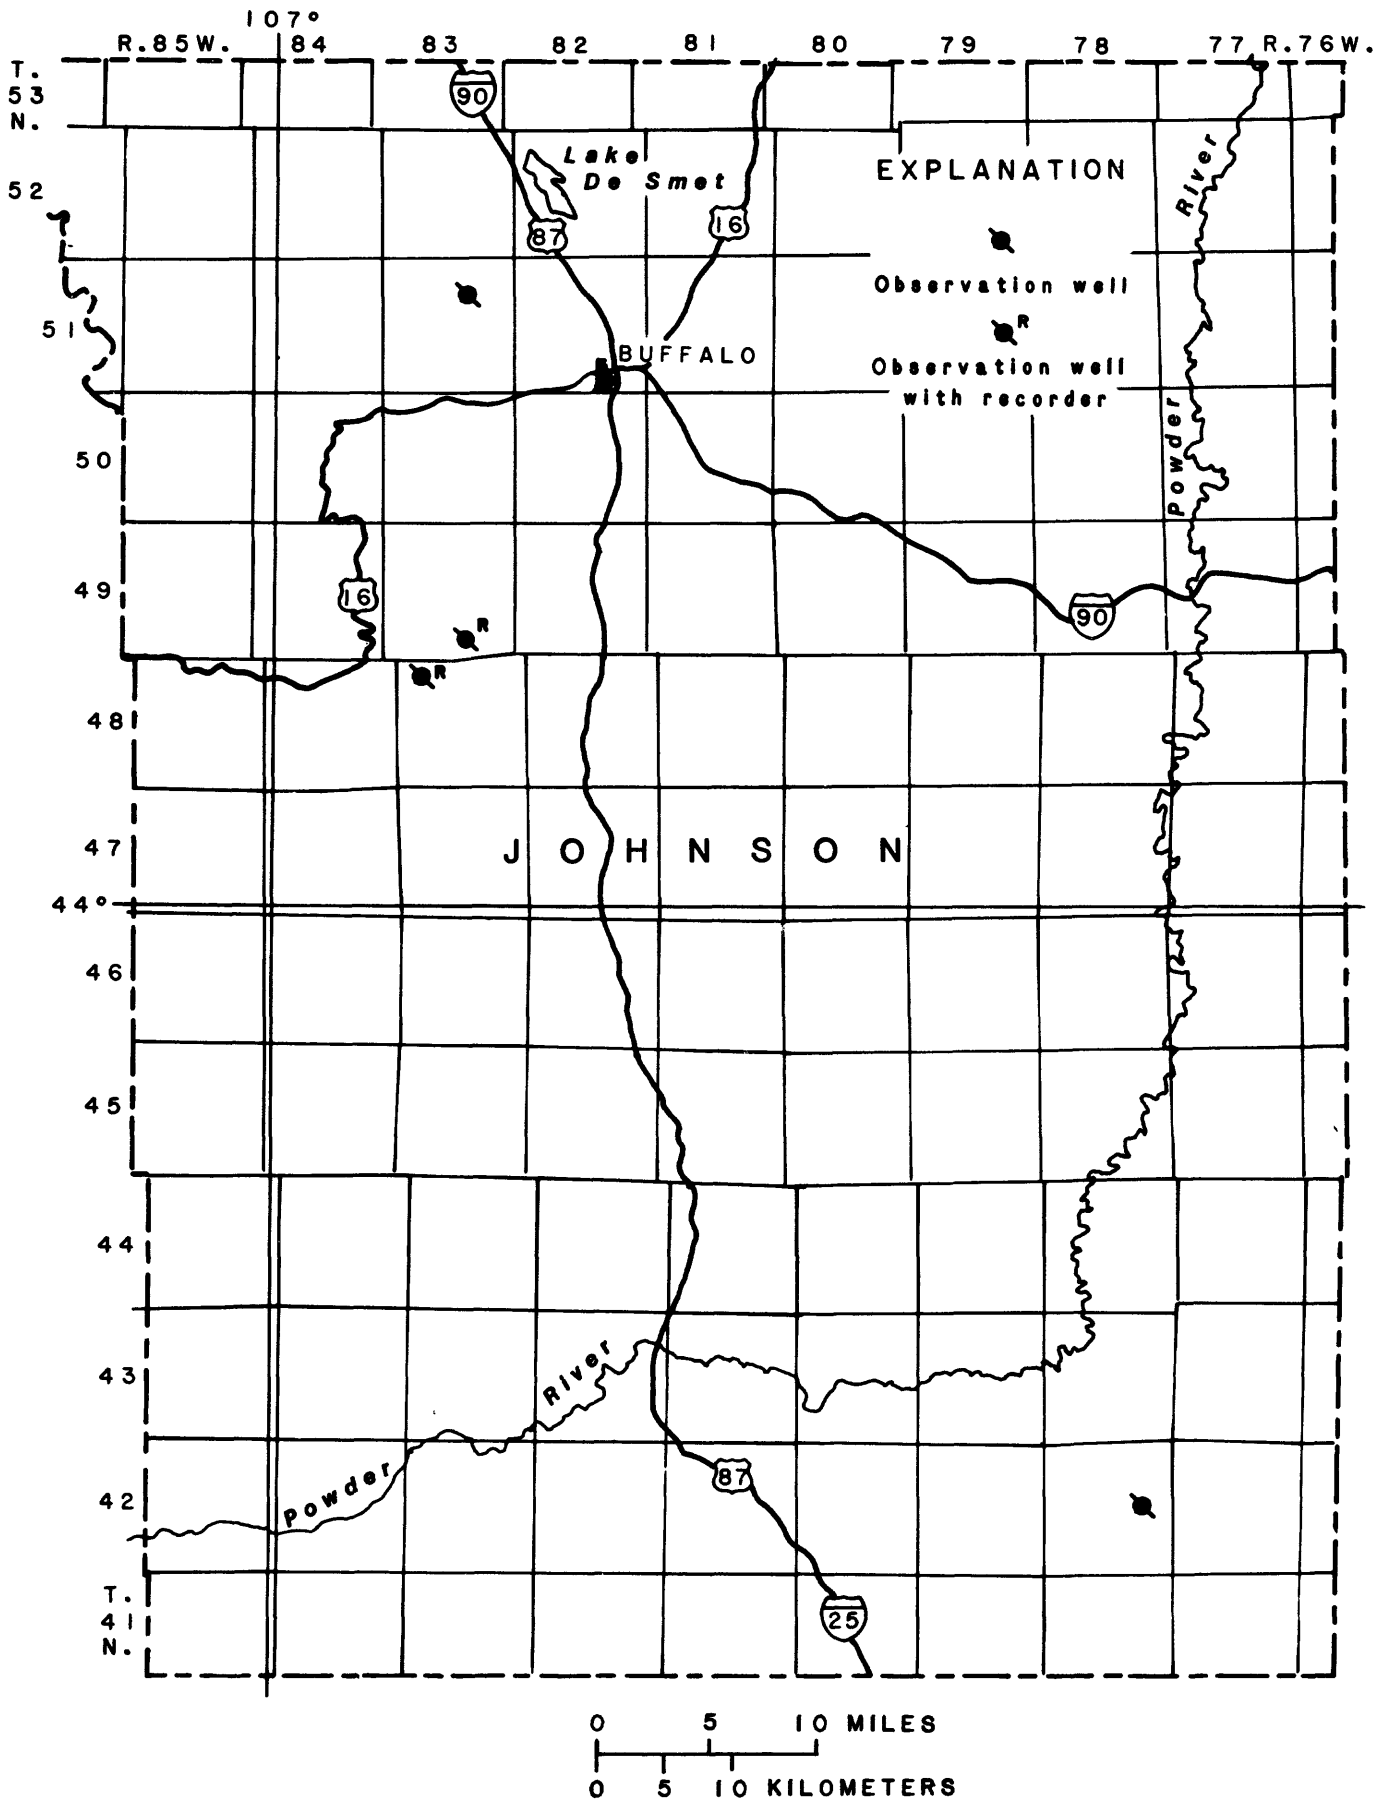 107°
R.85W. 84 83 82 81 80 79 78 77 R.76W.
T.
53
N.
90
Lake
De Smet
52
87
16
EXPLANATION
River
Observation well
51
R
BUFFALO
Observation well
with recorder
50
Powder
49
16
90
R
R
48
47
JOHNSON
44°
46
45
44
43
River
Powder
42
87
T.
41
N.
25
0 5 10 MILES
0 5 10 KILOMETERS